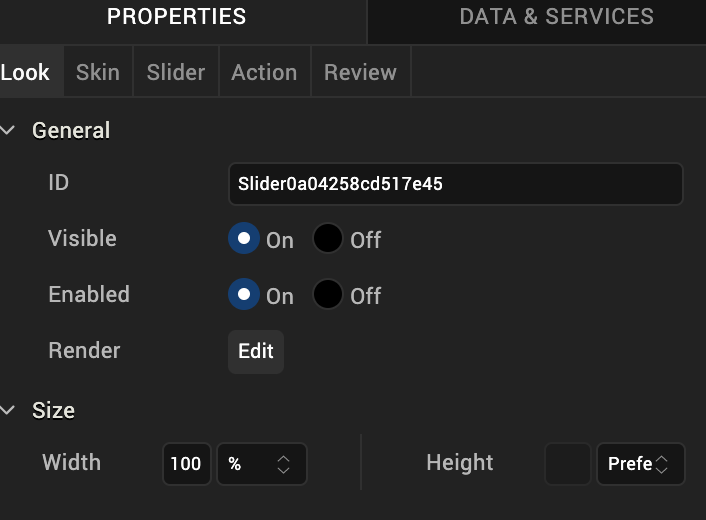 PROPERTIES DATA & SERVICES
Look Skin Slider Action Review
General
ID Slider0a04258cd517e45
Visible On Off
Enabled On Off
Render Edit
Size
Width 100 % Height Prefe